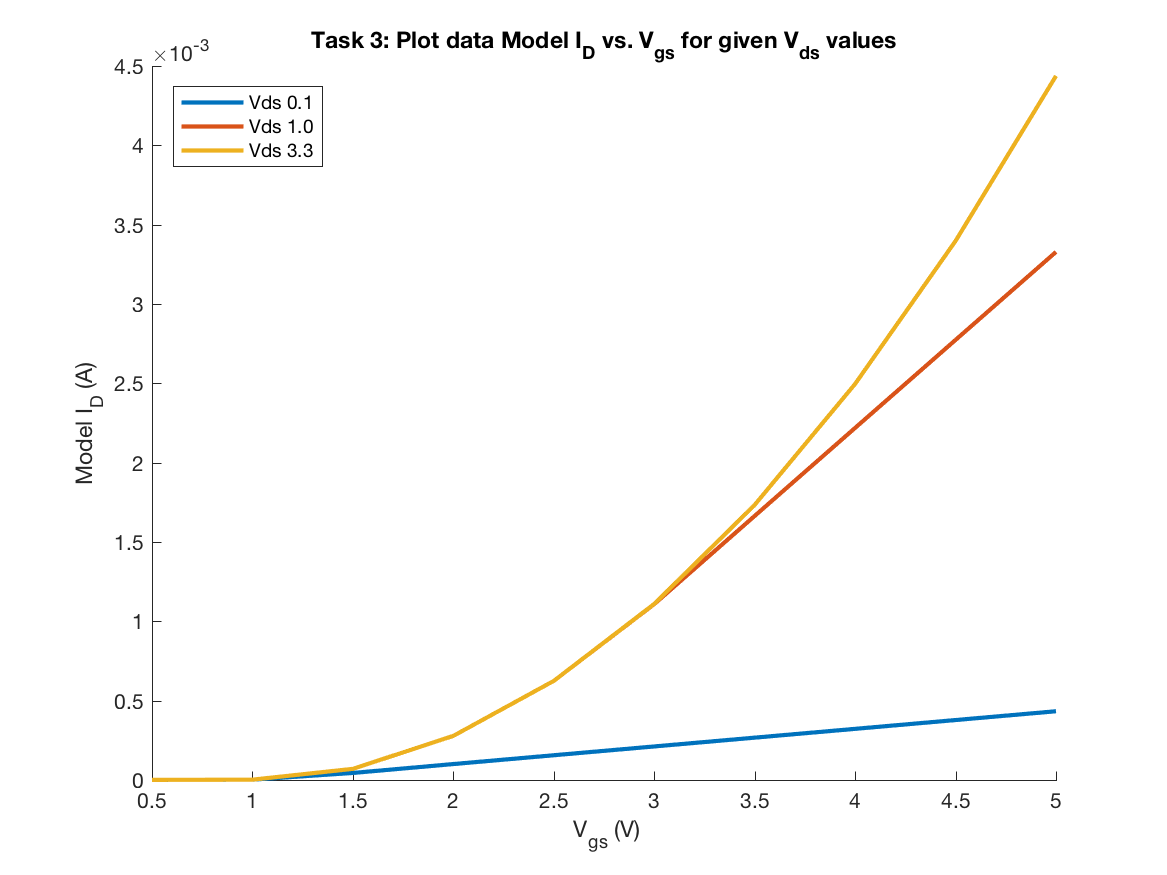 Task 3: Plot data Model I_D vs. V_gs for given V_ds values
×10^-3
4.5
4
3.5
3
2.5
2
1.5
1
0.5
0
Vds 0.1
Vds 1.0
Vds 3.3
Model I_D (A)
0.5 1 1.5 2 2.5 3 3.5 4 4.5 5
V_gs (V)